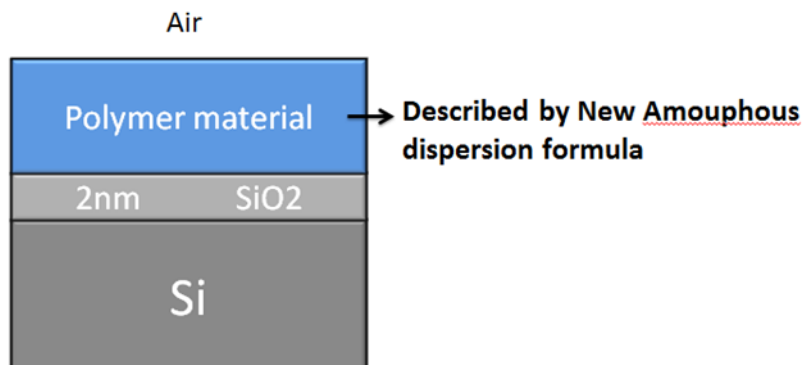 Air
Polymer material
Described by New Amouphous
dispersion formula
2nm SiO2
Si